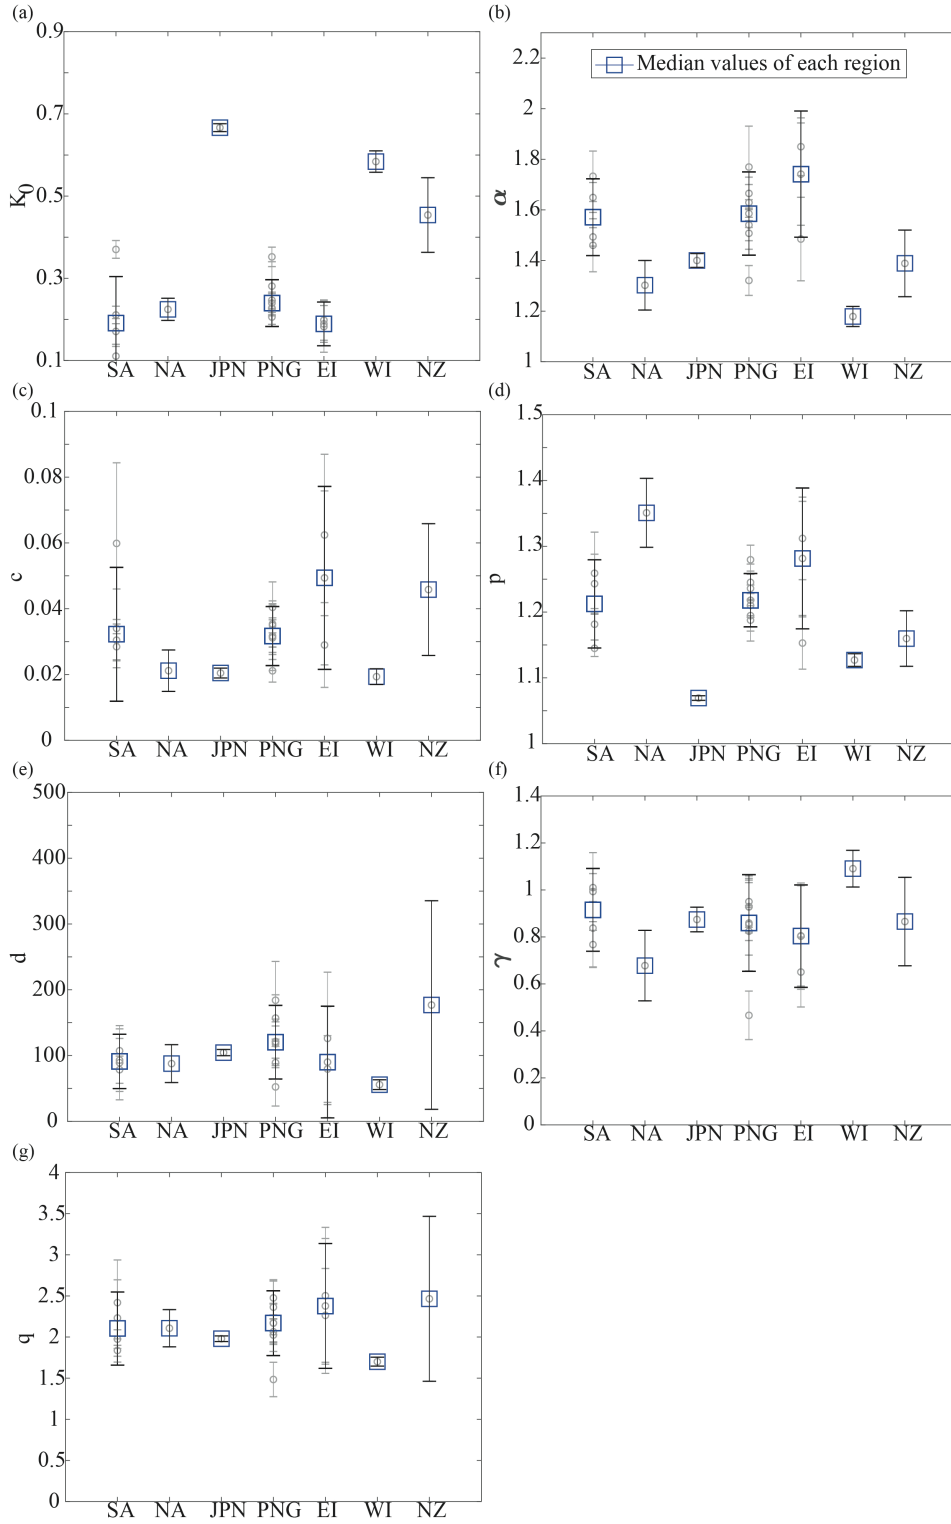 (a)
0.9
0.7
0.5
0.3
0.1
K0
SA NA JPN PNG EI WI NZ
(b)
2.2
2
1.8
1.6
1.4
1.2
1
α
Median values of each region
SA NA JPN PNG EI WI NZ
(c)
0.1
0.08
0.06
0.04
0.02
0
c
SA NA JPN PNG EI WI NZ
(d)
1.5
1.4
1.3
1.2
1.1
1
p
SA NA JPN PNG EI WI NZ
(e)
500
400
300
200
100
0
d
SA NA JPN PNG EI WI NZ
(f)
1.4
1.2
1
0.8
0.6
0.4
0.2
0
γ
SA NA JPN PNG EI WI NZ
(g)
4
3.5
3
2.5
2
1.5
1
0.5
0
q
SA NA JPN PNG EI WI NZ